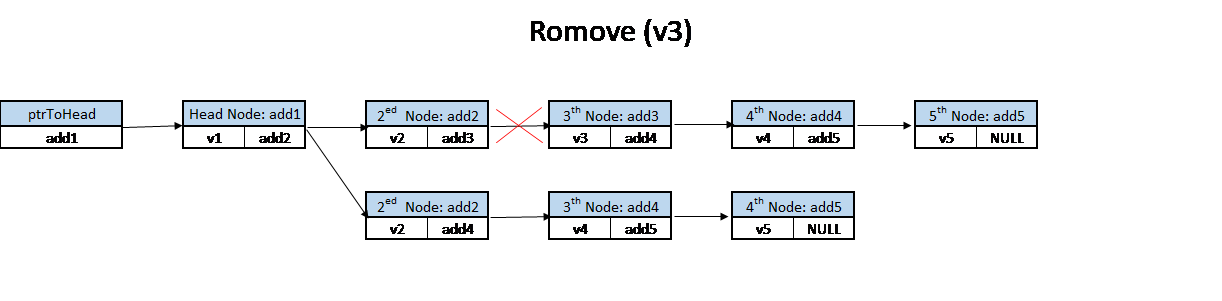 Romove (v3)
ptrToHead
add1
Head Node: add1
v1 add2
2ed Node: add2
v2 add3
3th Node: add3
v3 add4
4th Node: add4
v4 add5
5th Node: add5
v5 NULL
2ed Node: add2
v2 add4
3th Node: add4
v4 add5
4th Node: add5
v5 NULL